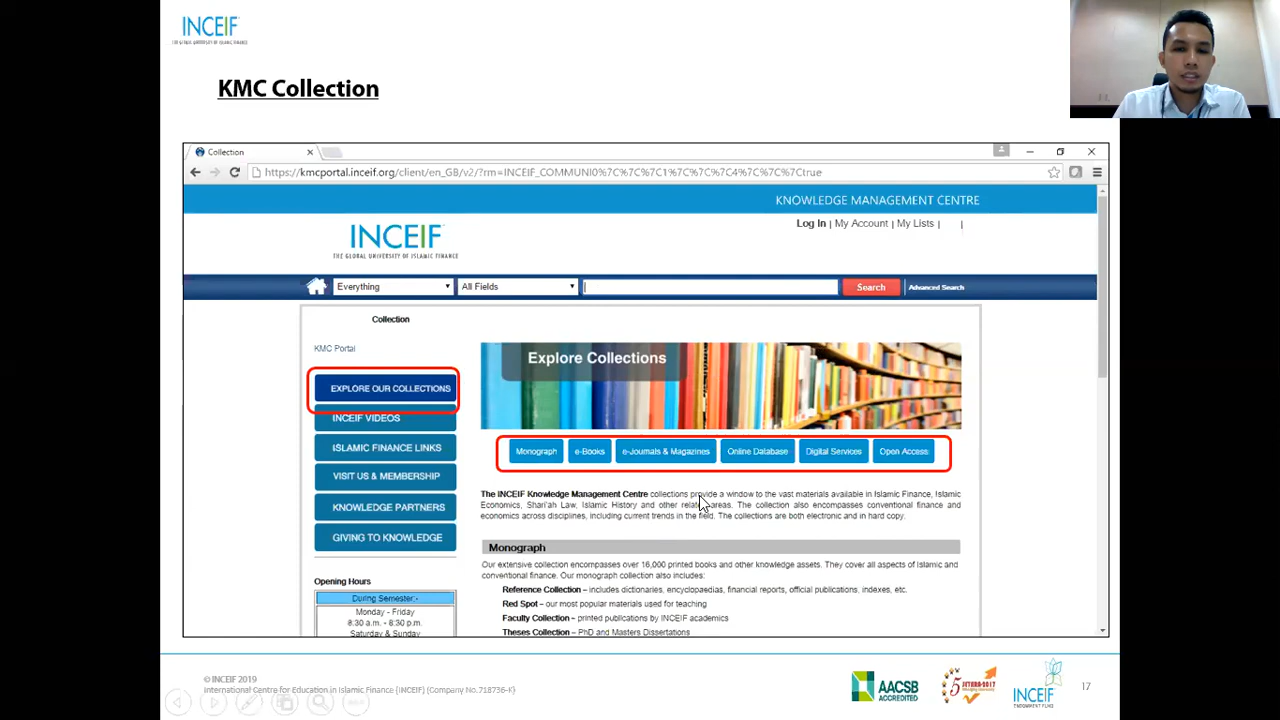 INCEIF
THE GLOBAL UNIVERSITY OF ISLAMIC FINANCE
KMC Collection
Collection
https://kmcportal.inceif.org/client/en_GB/v2/?rm=INCEIF_COMMUNI0%7C%7C%7C1%7C%7C%7C4%7C%7C%7Ctrue
KNOWLEDGE MANAGEMENT CENTRE
Log In | My Account | My Lists |
INCEIF
THE GLOBAL UNIVERSITY OF ISLAMIC FINANCE
Everything All Fields Search Advanced Search
Collection
KMC Portal
EXPLORE OUR COLLECTIONS
INCEIF VIDEOS
ISLAMIC FINANCE LINKS
VISIT US & MEMBERSHIP
KNOWLEDGE PARTNERS
GIVING TO KNOWLEDGE
Opening Hours
During Semester:-
Monday - Friday
8:30 a.m. - 8:30 p.m.
Saturday & Sunday
Explore Collections
Monograph e-Books e-Journals & Magazines Online Database Digital Services Open Access
The INCEIF Knowledge Management Centre collections provide a window to the vast materials available in Islamic Finance, Islamic
Economics, Shari'ah Law, Islamic History and other related areas. The collection also encompasses conventional finance and
economics across disciplines, including current trends in the field. The collections are both electronic and in hard copy.
Monograph
Our extensive collection encompasses over 16,000 printed books and other knowledge assets. They cover all aspects of Islamic and
conventional finance. Our monograph collection also includes:
Reference Collection – includes dictionaries, encyclopaedias, financial reports, official publications, indexes, etc.
Red Spot – our most popular materials used for teaching
Faculty Collection – printed publications by INCEIF academics
Theses Collection – PhD and Masters Dissertations
© INCEIF 2019
International Centre for Education in Islamic Finance (INCEIF) (Company No.718736-K)
AACSB
ACCREDITED
5
SETARA-2017
INCEIF
ENDOWMENT FUND
17